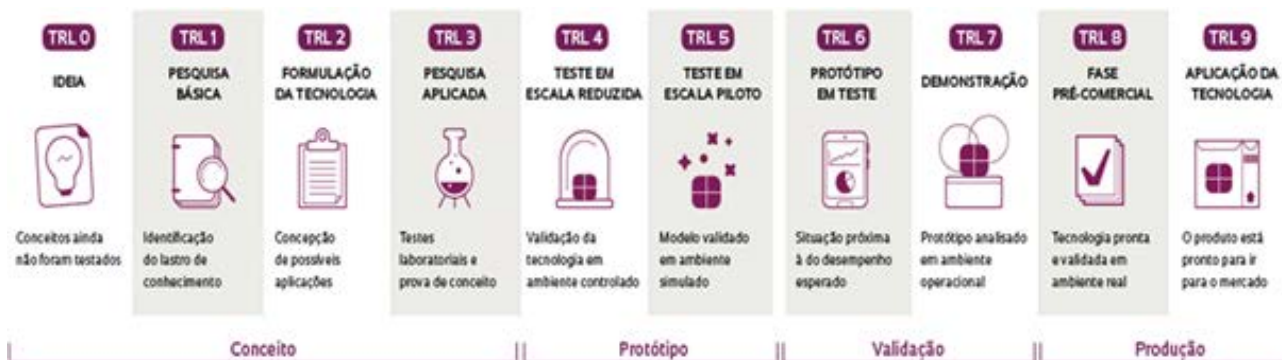 TRL 0
IDEIA
Conceitos ainda
não foram testados
TRL 1
PESQUISA
BÁSICA
Identificação
do lastro de
conhecimento
TRL 2
FORMULAÇÃO
DA TECNOLOGIA
Concepção
de possíveis
aplicações
TRL 3
PESQUISA
APLICADA
Testes
laboratoriais e
prova de conceito
TRL 4
TESTE EM
ESCALA REDUZIDA
Validação da
tecnologia em
ambiente controlado
TRL 5
TESTE EM
ESCALA PILOTO
Modelo validado
em ambiente
simulado
TRL 6
PROTÓTIPO
EM TESTE
Situação próxima
à do desempenho
esperado
TRL 7
DEMONSTRAÇÃO
Protótipo analisado
em ambiente
operacional
TRL 8
FASE
PRÉ-COMERCIAL
Tecnologia pronta
e validada em
ambiente real
TRL 9
APLICAÇÃO DA
TECNOLOGIA
O produto está
pronto para ir
para o mercado
Conceito
Protótipo
Validação
Produção